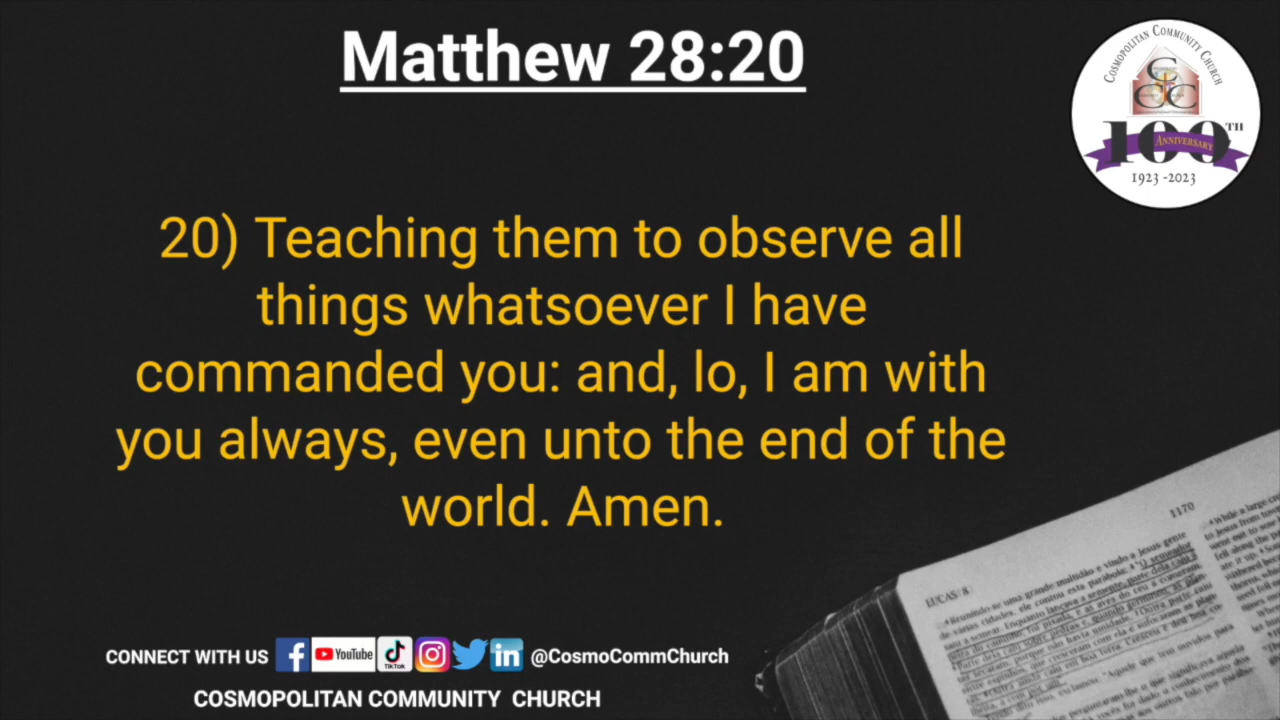 Matthew 28:20
COSMOPOLITAN COMMUNITY CHURCH
CCCC
100TH
ANNIVERSARY
1923 -2023
20) Teaching them to observe all
things whatsoever I have
commanded you: and, lo, I am with
you always, even unto the end of the
world. Amen.
1170
LUCAS 8
CONNECT WITH US YouTube TikTok @CosmoCommChurch
COSMOPOLITAN COMMUNITY CHURCH